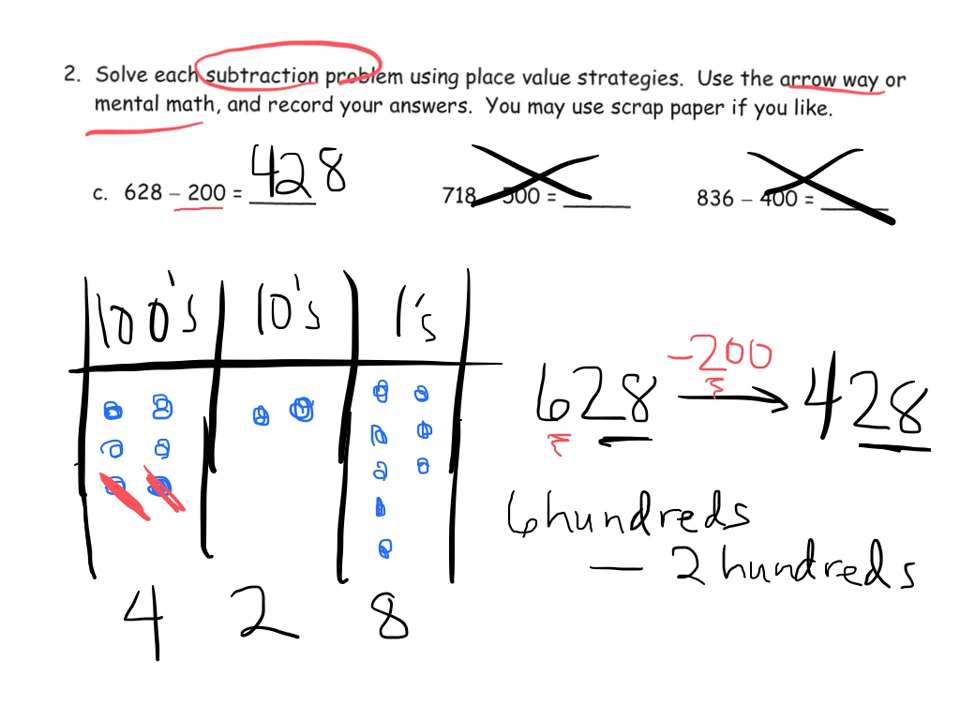 2. Solve each subtraction problem using place value strategies. Use the arrow way or
mental math, and record your answers. You may use scrap paper if you like.
c. 628 – 200 = 428
718 – 500 = ______
836 – 400 = ______
100's 10's 1's
628 -200 → 428
6 hundreds
— 2 hundreds
4 2 8